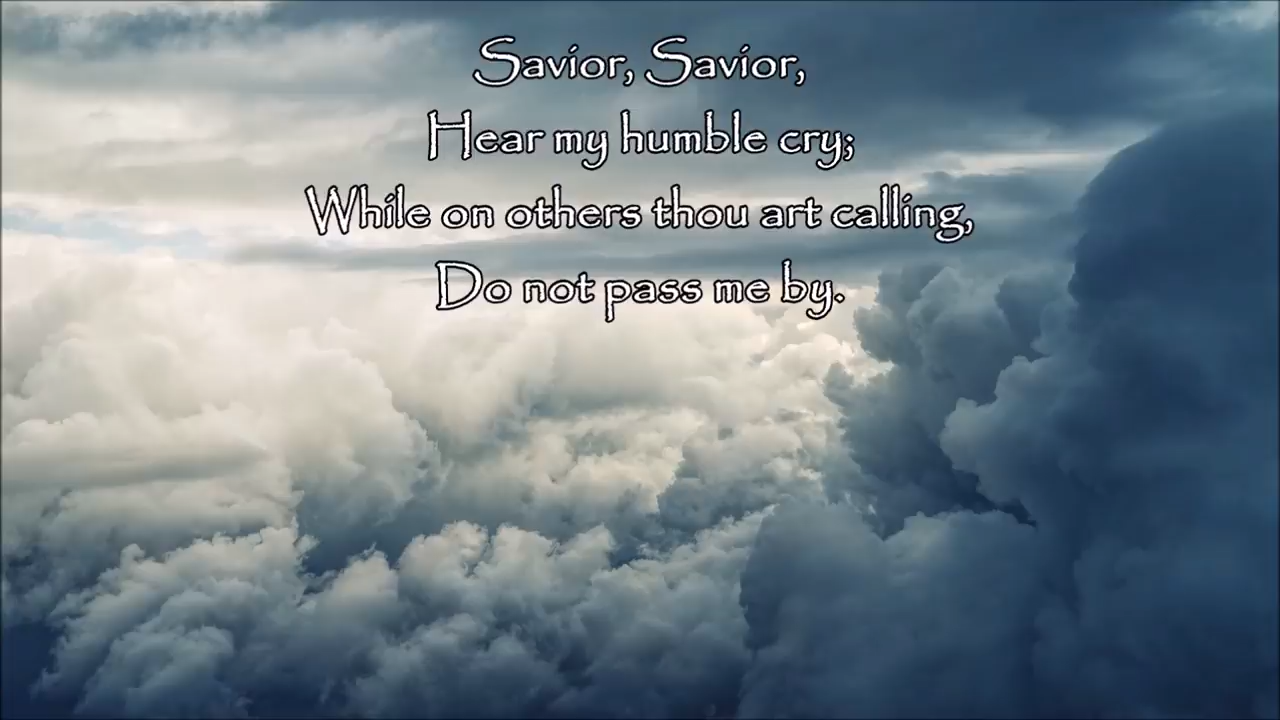 Savior, Savior,
Hear my humble cry;
While on others thou art calling,
Do not pass me by.